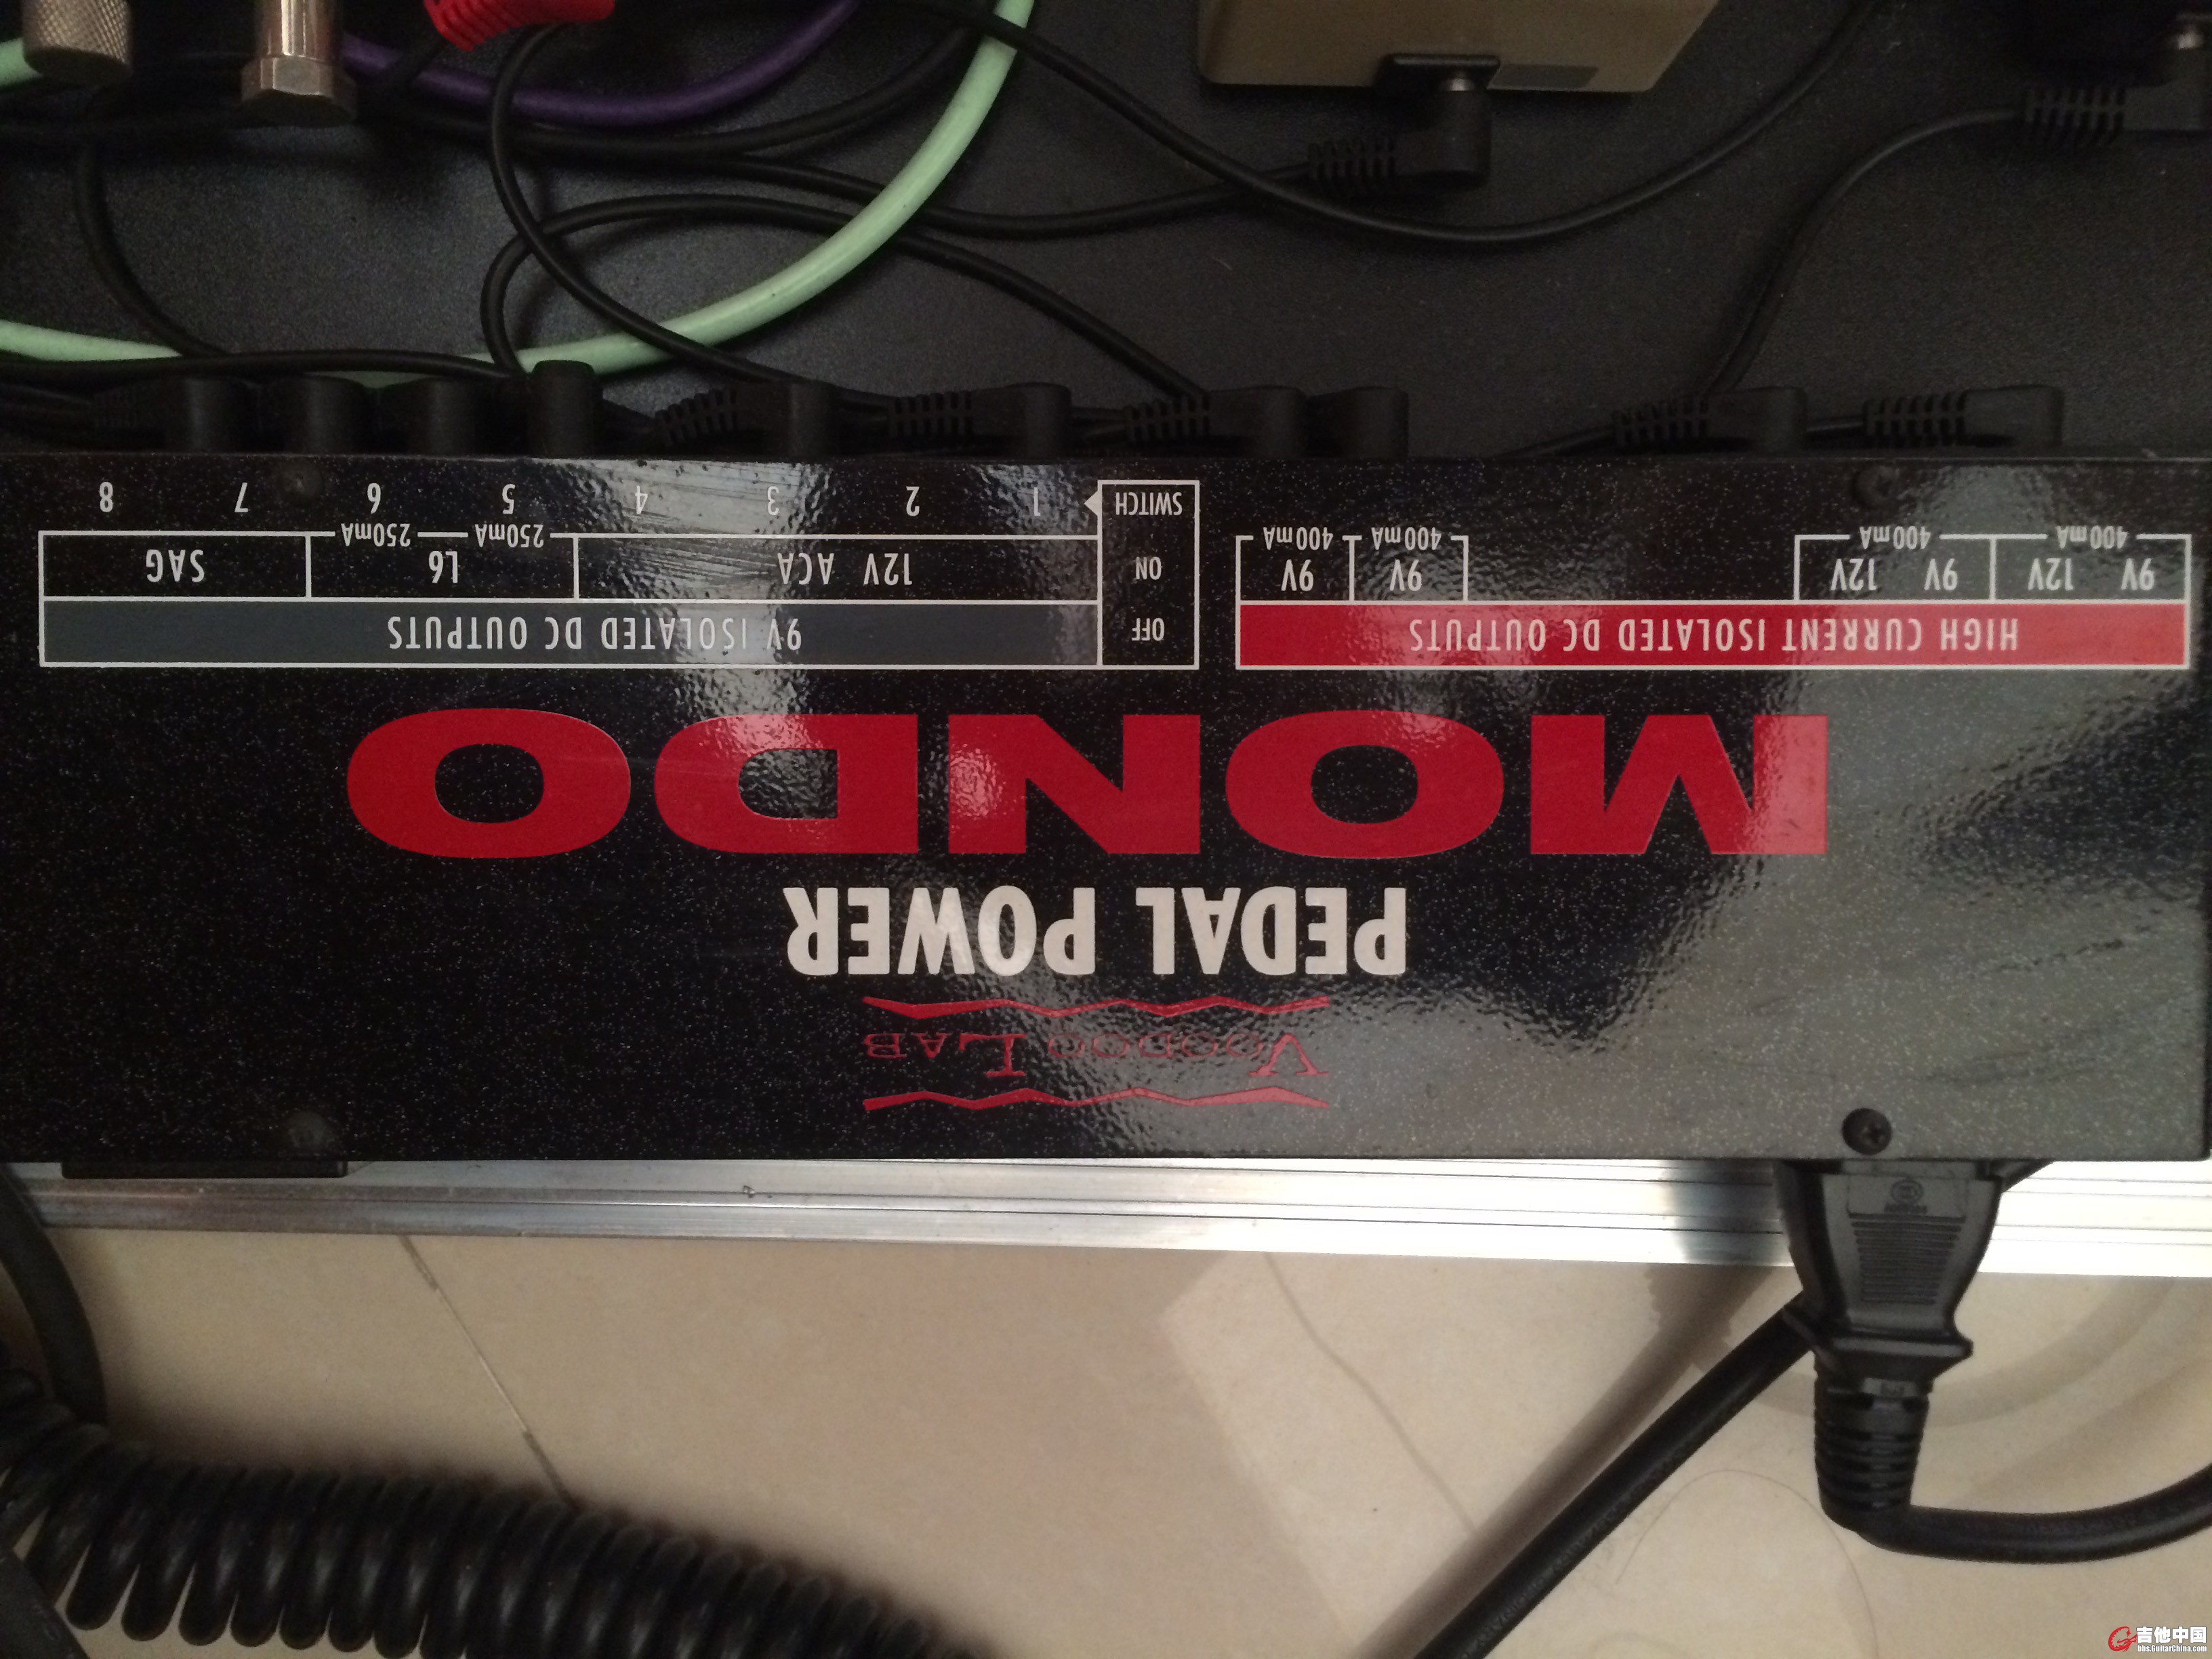 VOODOO LAB
PEDAL POWER
MONDO
HIGH CURRENT ISOLATED DC OUTPUTS
9V 12V 9V 12V 9V 9V
400mA 400mA 400mA 400mA
OFF
ON
SWITCH
9V ISOLATED DC OUTPUTS
12V ACA L6 SAG
250mA 250mA
1 2 3 4 5 6 7 8
吉他中国
bbs.GuitarChina.com